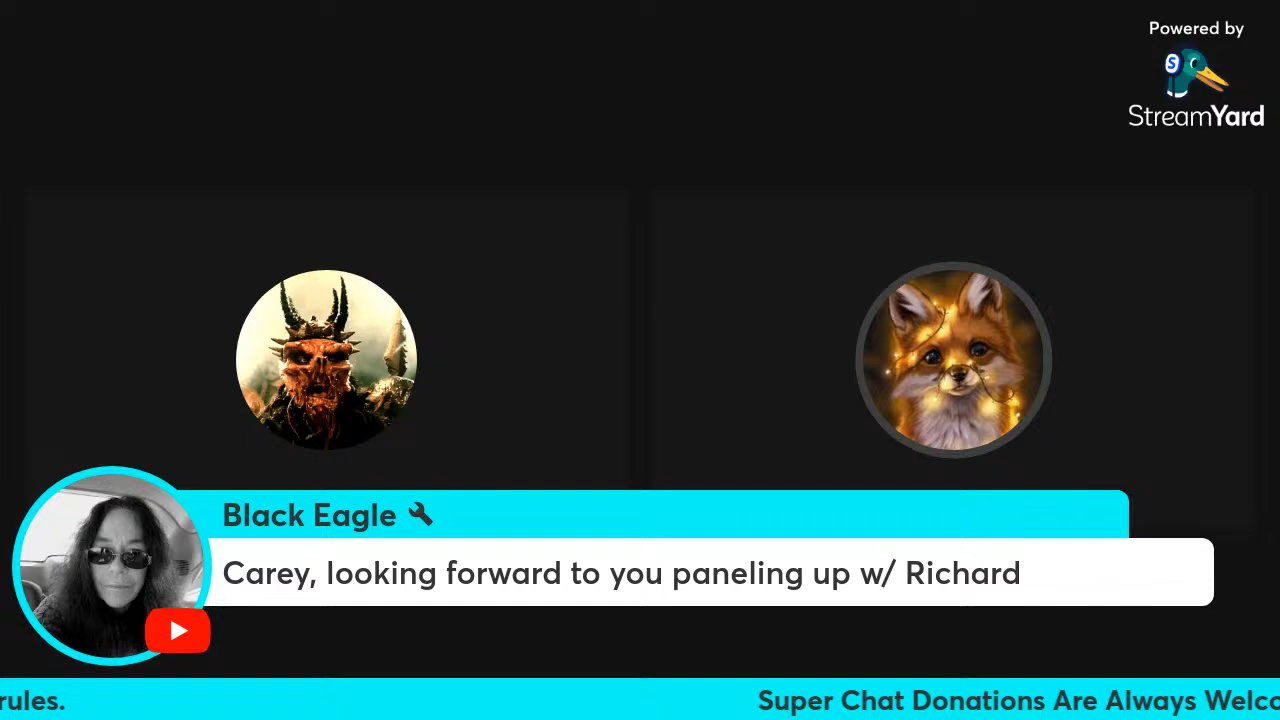 Powered by
S
StreamYard
Black Eagle
Carey, looking forward to you paneling up w/ Richard
rules.
Super Chat Donations Are Always Welco